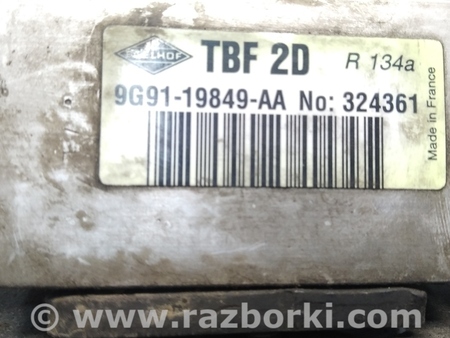 TBF 2D R 134a
9G91-19849-AA No: 324361
Made in France
www.razborki.com